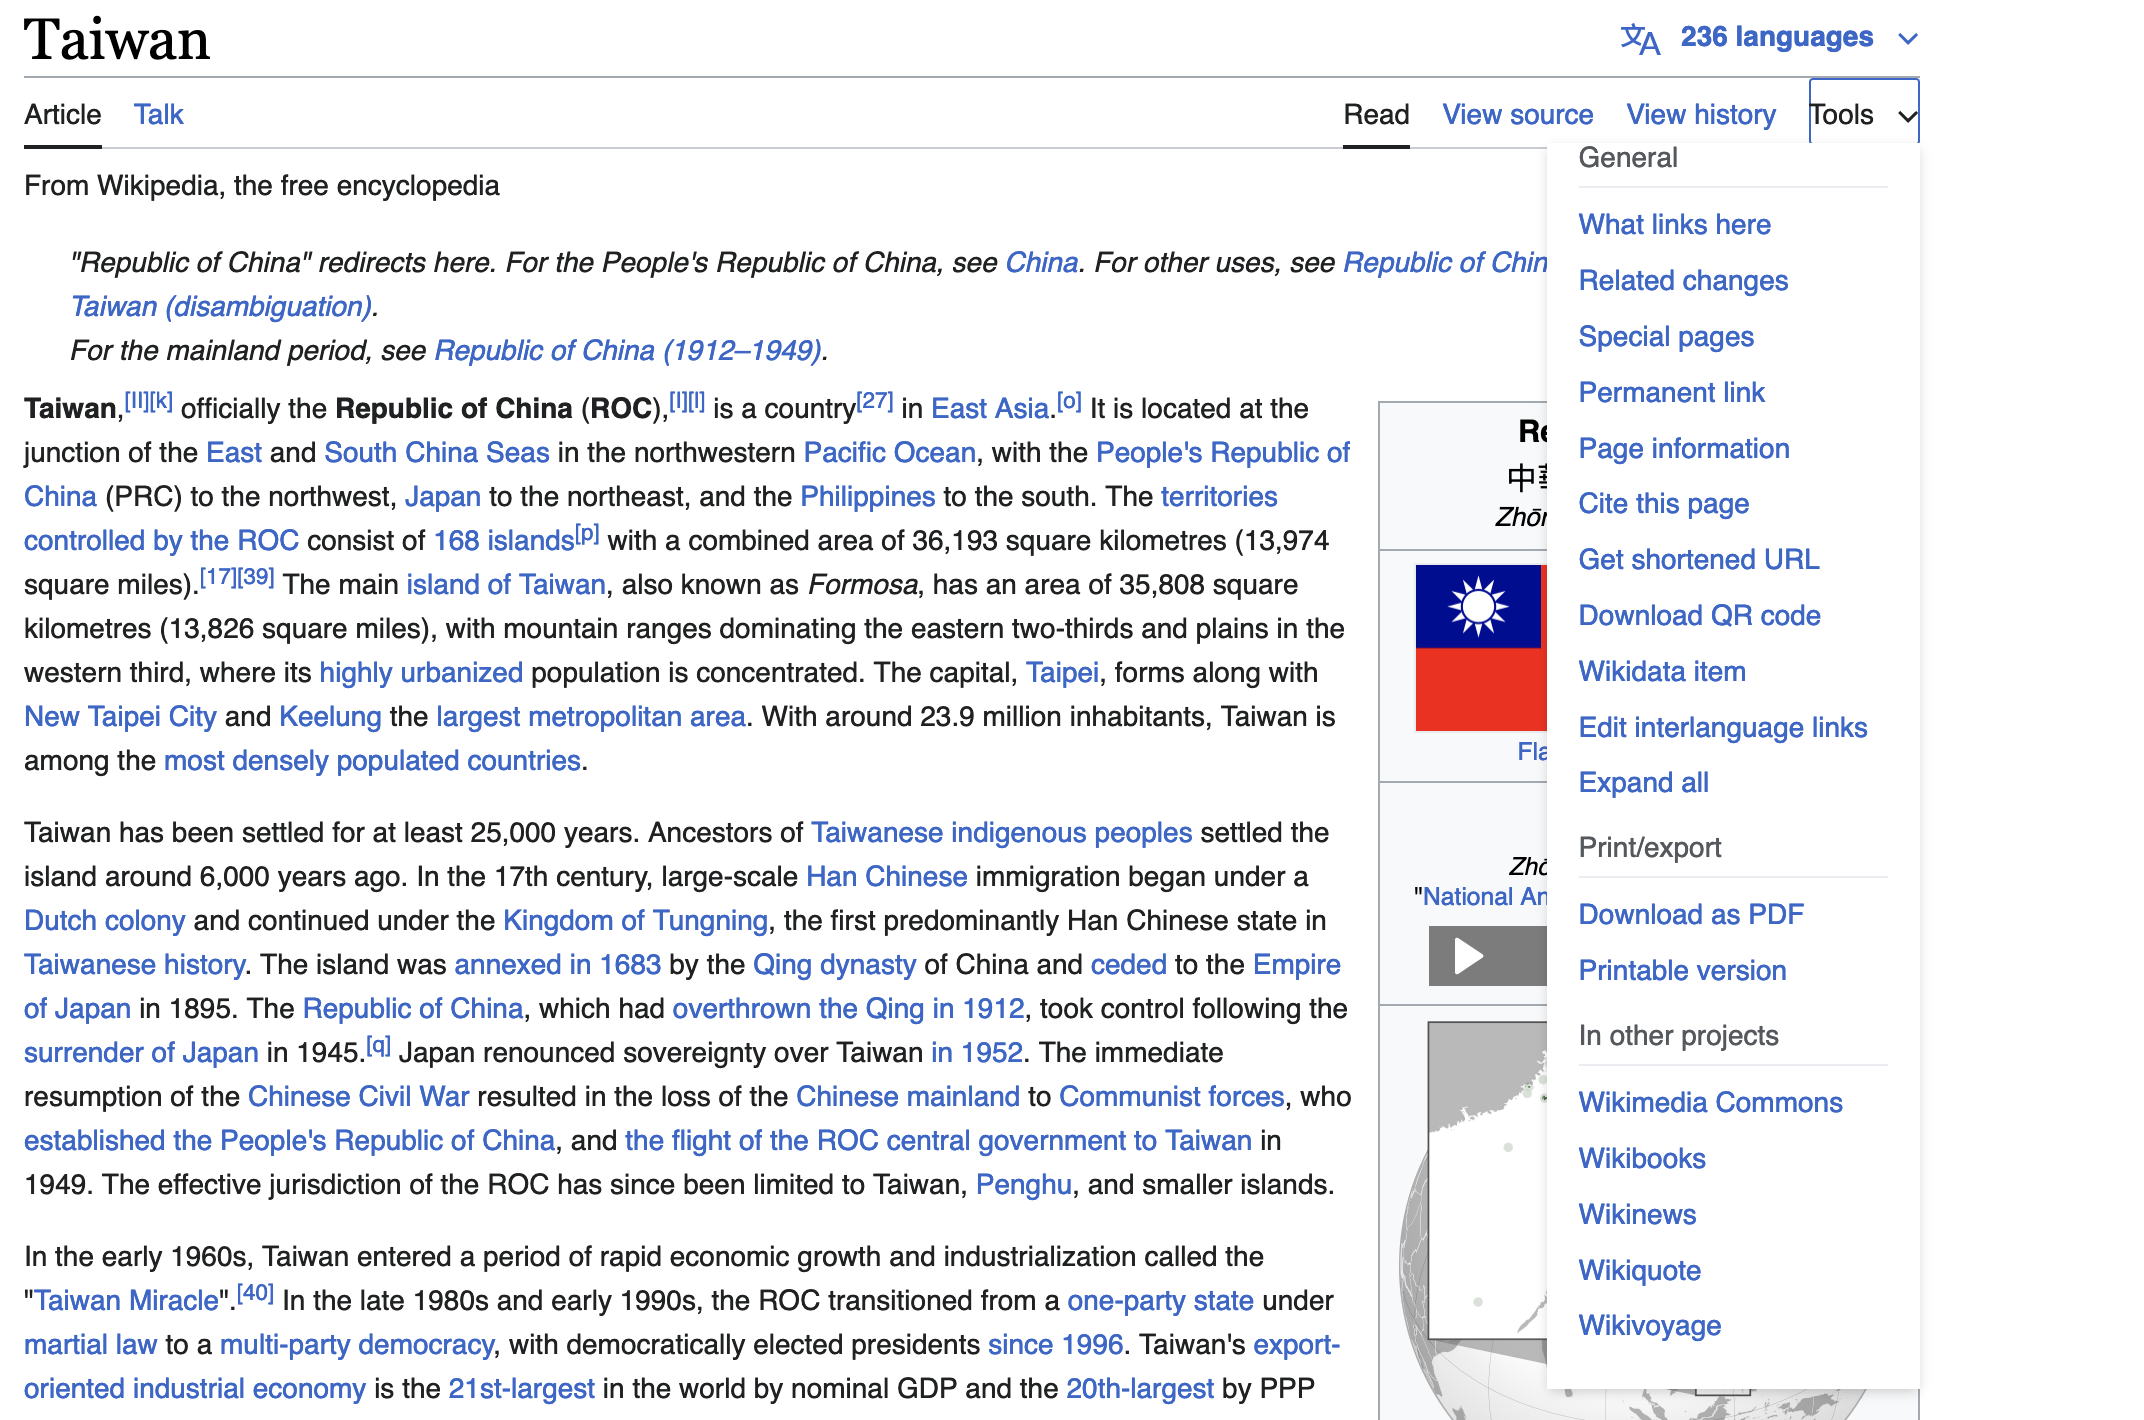 Taiwan
236 languages
Article Talk
Read View source View history Tools
From Wikipedia, the free encyclopedia
"Republic of China" redirects here. For the People's Republic of China, see China. For other uses, see Republic of Chin
Taiwan (disambiguation).
For the mainland period, see Republic of China (1912–1949).
Taiwan,[II][k] officially the Republic of China (ROC),[I][l] is a country[27] in East Asia.[o] It is located at the
junction of the East and South China Seas in the northwestern Pacific Ocean, with the People's Republic of
China (PRC) to the northwest, Japan to the northeast, and the Philippines to the south. The territories
controlled by the ROC consist of 168 islands[p] with a combined area of 36,193 square kilometres (13,974
square miles).[17][39] The main island of Taiwan, also known as Formosa, has an area of 35,808 square
kilometres (13,826 square miles), with mountain ranges dominating the eastern two-thirds and plains in the
western third, where its highly urbanized population is concentrated. The capital, Taipei, forms along with
New Taipei City and Keelung the largest metropolitan area. With around 23.9 million inhabitants, Taiwan is
among the most densely populated countries.
Taiwan has been settled for at least 25,000 years. Ancestors of Taiwanese indigenous peoples settled the
island around 6,000 years ago. In the 17th century, large-scale Han Chinese immigration began under a
Dutch colony and continued under the Kingdom of Tungning, the first predominantly Han Chinese state in
Taiwanese history. The island was annexed in 1683 by the Qing dynasty of China and ceded to the Empire
of Japan in 1895. The Republic of China, which had overthrown the Qing in 1912, took control following the
surrender of Japan in 1945.[q] Japan renounced sovereignty over Taiwan in 1952. The immediate
resumption of the Chinese Civil War resulted in the loss of the Chinese mainland to Communist forces, who
established the People's Republic of China, and the flight of the ROC central government to Taiwan in
1949. The effective jurisdiction of the ROC has since been limited to Taiwan, Penghu, and smaller islands.
In the early 1960s, Taiwan entered a period of rapid economic growth and industrialization called the
"Taiwan Miracle".[40] In the late 1980s and early 1990s, the ROC transitioned from a one-party state under
martial law to a multi-party democracy, with democratically elected presidents since 1996. Taiwan's export-
oriented industrial economy is the 21st-largest in the world by nominal GDP and the 20th-largest by PPP
Re
中
Zhōn
Fla
Zhō
"National An
General
What links here
Related changes
Special pages
Permanent link
Page information
Cite this page
Get shortened URL
Download QR code
Wikidata item
Edit interlanguage links
Expand all
Print/export
Download as PDF
Printable version
In other projects
Wikimedia Commons
Wikibooks
Wikinews
Wikiquote
Wikivoyage